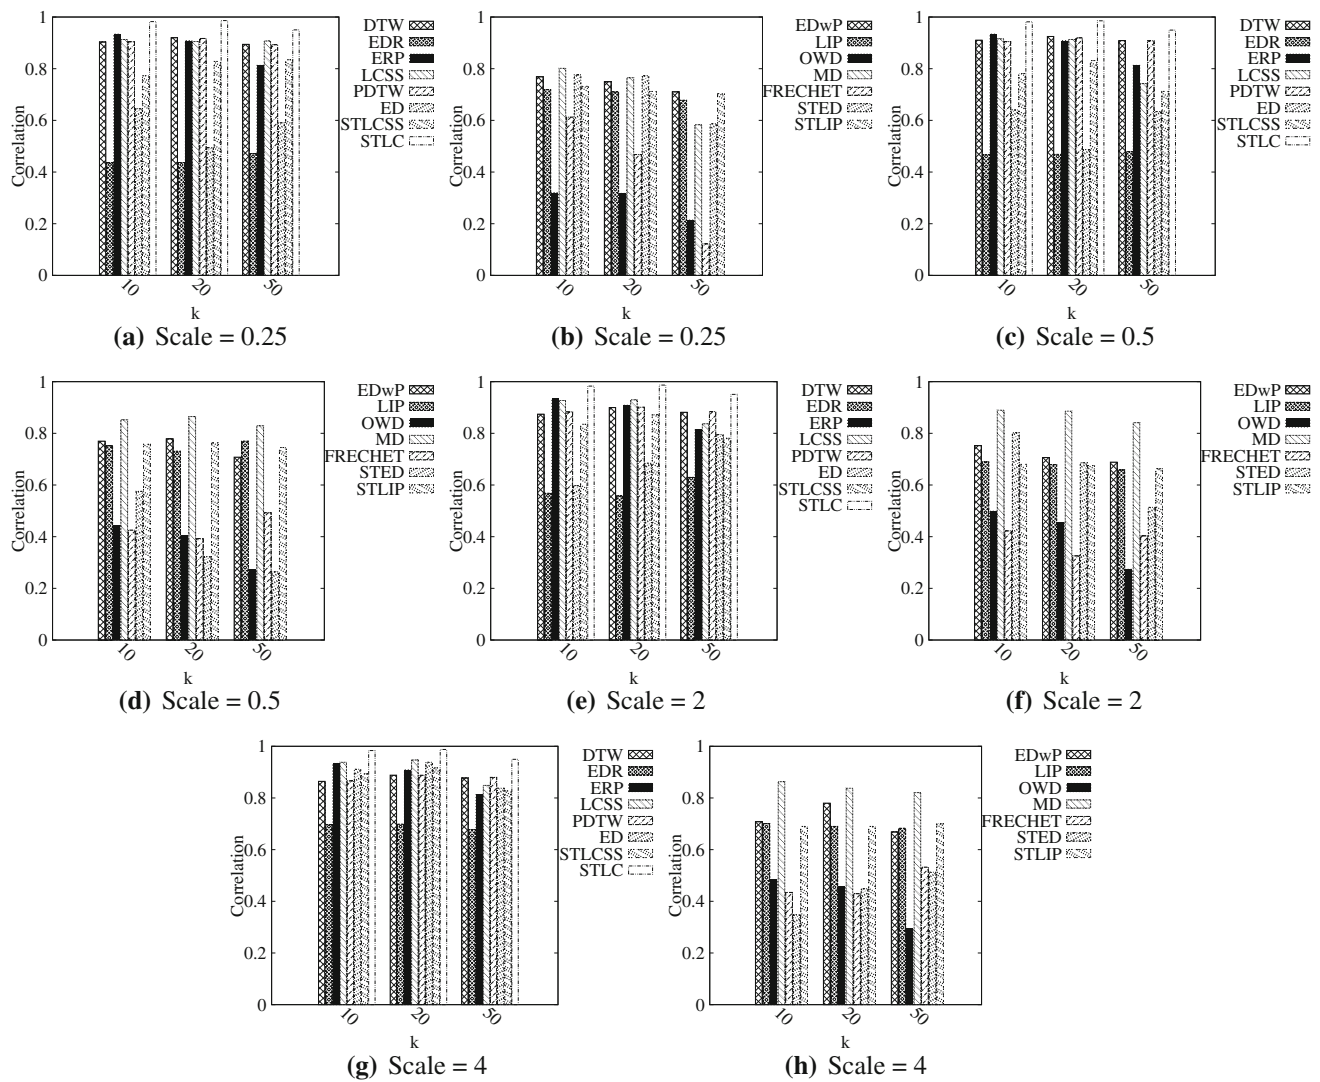 1
0.8
0.6
0.4
0.2
0
Correlation
10
20
50
k
DTW
EDR
ERP
LCSS
PDTW
ED
STLCSS
STLC
(a) Scale = 0.25
1
0.8
0.6
0.4
0.2
0
Correlation
10
20
50
k
EDwP
LIP
OWD
MD
FRECHET
STED
STLIP
(b) Scale = 0.25
1
0.8
0.6
0.4
0.2
0
Correlation
10
20
50
k
DTW
EDR
ERP
LCSS
PDTW
ED
STLCSS
STLC
(c) Scale = 0.5
1
0.8
0.6
0.4
0.2
0
Correlation
10
20
50
k
EDwP
LIP
OWD
MD
FRECHET
STED
STLIP
(d) Scale = 0.5
1
0.8
0.6
0.4
0.2
0
Correlation
10
20
50
k
DTW
EDR
ERP
LCSS
PDTW
ED
STLCSS
STLC
(e) Scale = 2
1
0.8
0.6
0.4
0.2
0
Correlation
10
20
50
k
EDwP
LIP
OWD
MD
FRECHET
STED
STLIP
(f) Scale = 2
1
0.8
0.6
0.4
0.2
0
Correlation
10
20
50
k
DTW
EDR
ERP
LCSS
PDTW
ED
STLCSS
STLC
(g) Scale = 4
1
0.8
0.6
0.4
0.2
0
Correlation
10
20
50
k
EDwP
LIP
OWD
MD
FRECHET
STED
STLIP
(h) Scale = 4